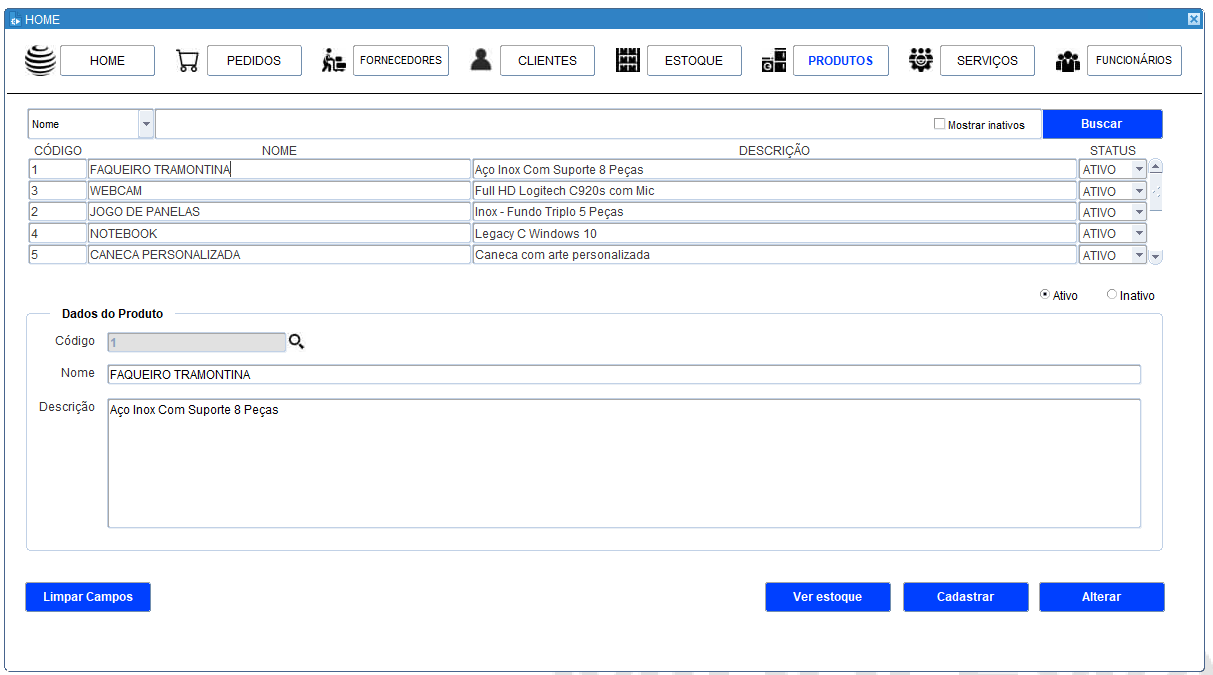 HOME
HOME PEDIDOS FORNECEDORES CLIENTES ESTOQUE PRODUTOS SERVIÇOS FUNCIONÁRIOS
Nome Mostrar inativos Buscar
CÓDIGO NOME DESCRIÇÃO STATUS
1 FAQUEIRO TRAMONTINA Aço Inox Com Suporte 8 Peças ATIVO
3 WEBCAM Full HD Logitech C920s com Mic ATIVO
2 JOGO DE PANELAS Inox - Fundo Triplo 5 Peças ATIVO
4 NOTEBOOK Legacy C Windows 10 ATIVO
5 CANECA PERSONALIZADA Caneca com arte personalizada ATIVO
Ativo Inativo
Dados do Produto
Código 1
Nome FAQUEIRO TRAMONTINA
Descrição Aço Inox Com Suporte 8 Peças
Limpar Campos Ver estoque Cadastrar Alterar